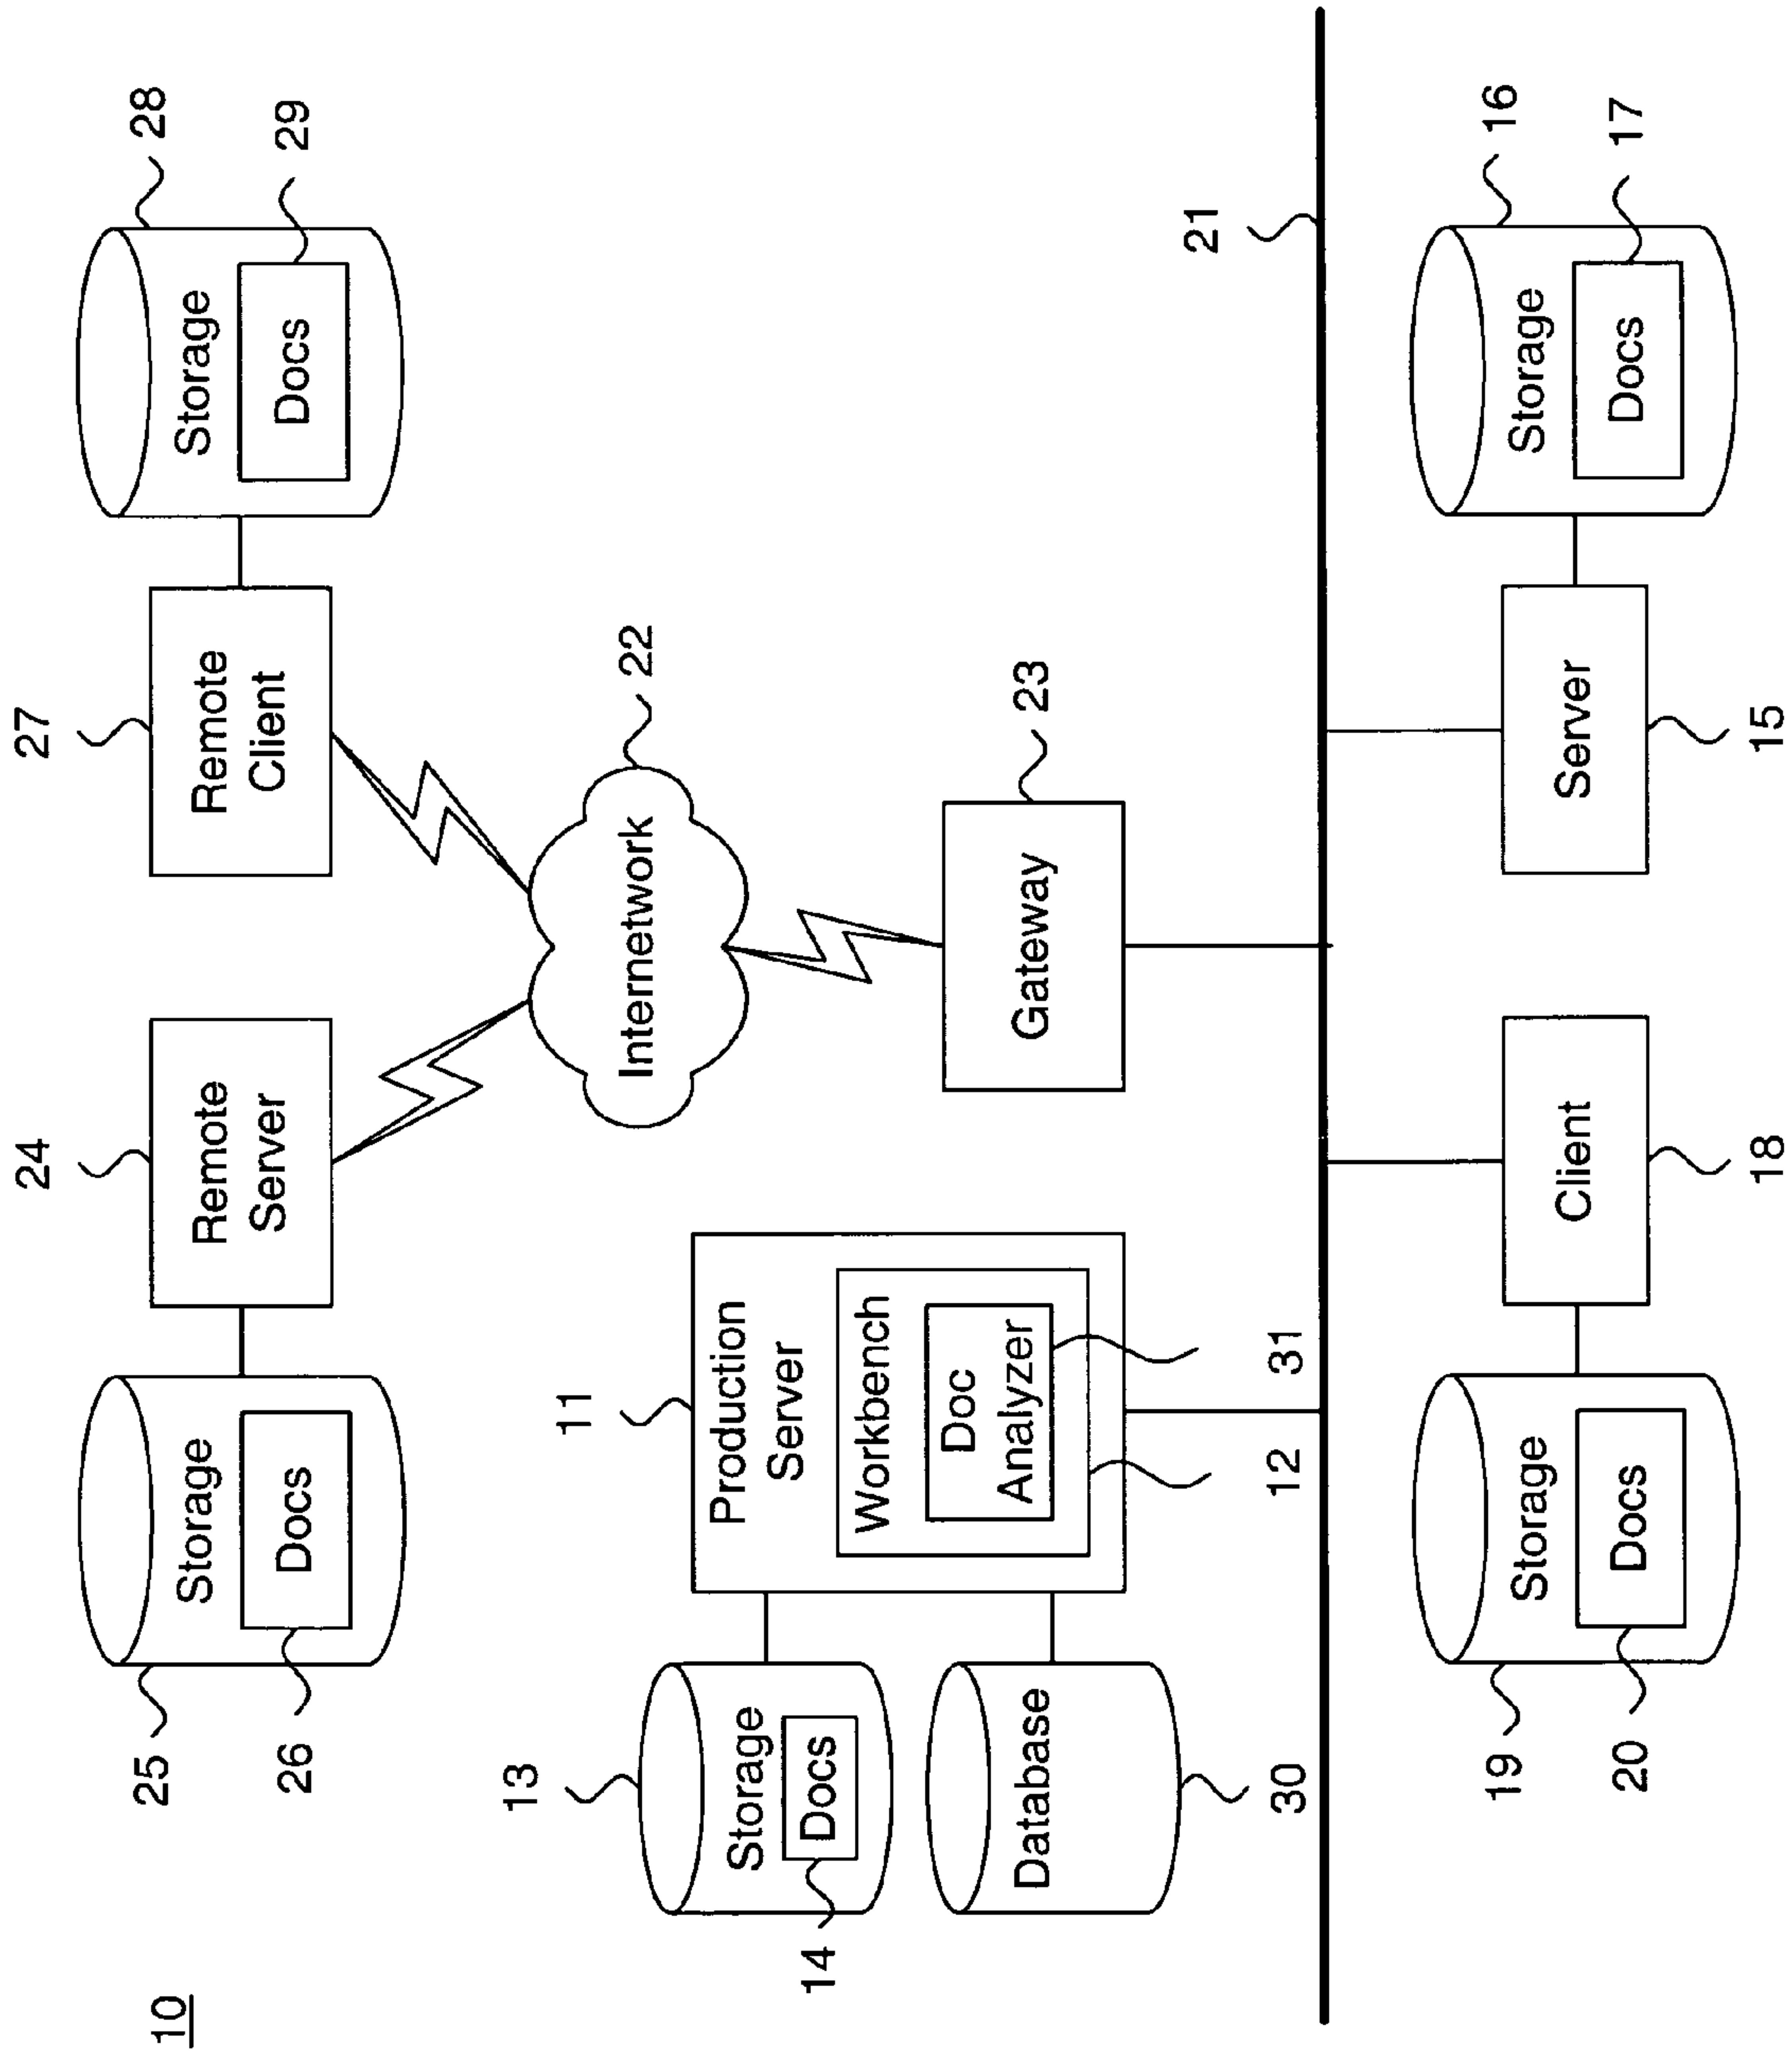 10
25
26
Storage
Docs
24
Remote
Server
27
Remote
Client
28
29
Storage
Docs
22
Internetwork
13
14
Storage
Docs
11
Production
Server
Workbench
Doc
Analyzer
23
Gateway
30
Database
12
31
21
19
20
Storage
Docs
Client
18
Server
15
16
17
Storage
Docs